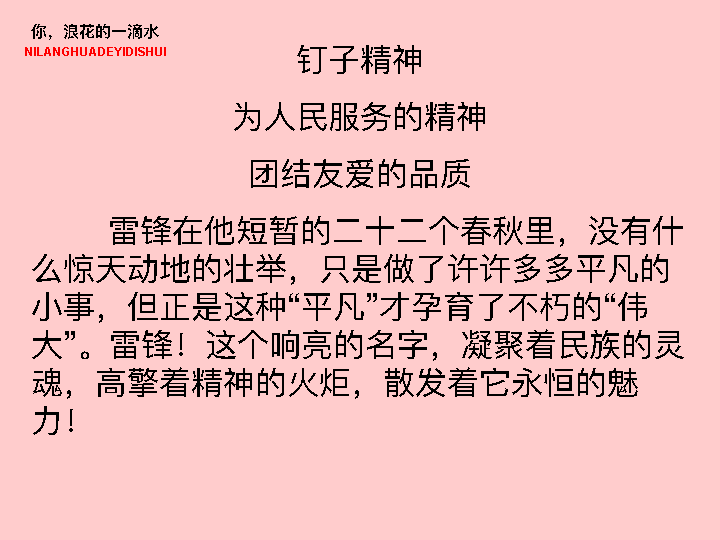 你，浪花的一滴水
NILANGHUADEYIDISHUI
钉子精神
为人民服务的精神
团结友爱的品质
雷锋在他短暂的二十二个春秋里，没有什
么惊天动地的壮举，只是做了许许多多平凡的
小事，但正是这种“平凡”才孕育了不朽的“伟
大”。雷锋！这个响亮的名字，凝聚着民族的灵
魂，高擎着精神的火炬，散发着它永恒的魅
力！